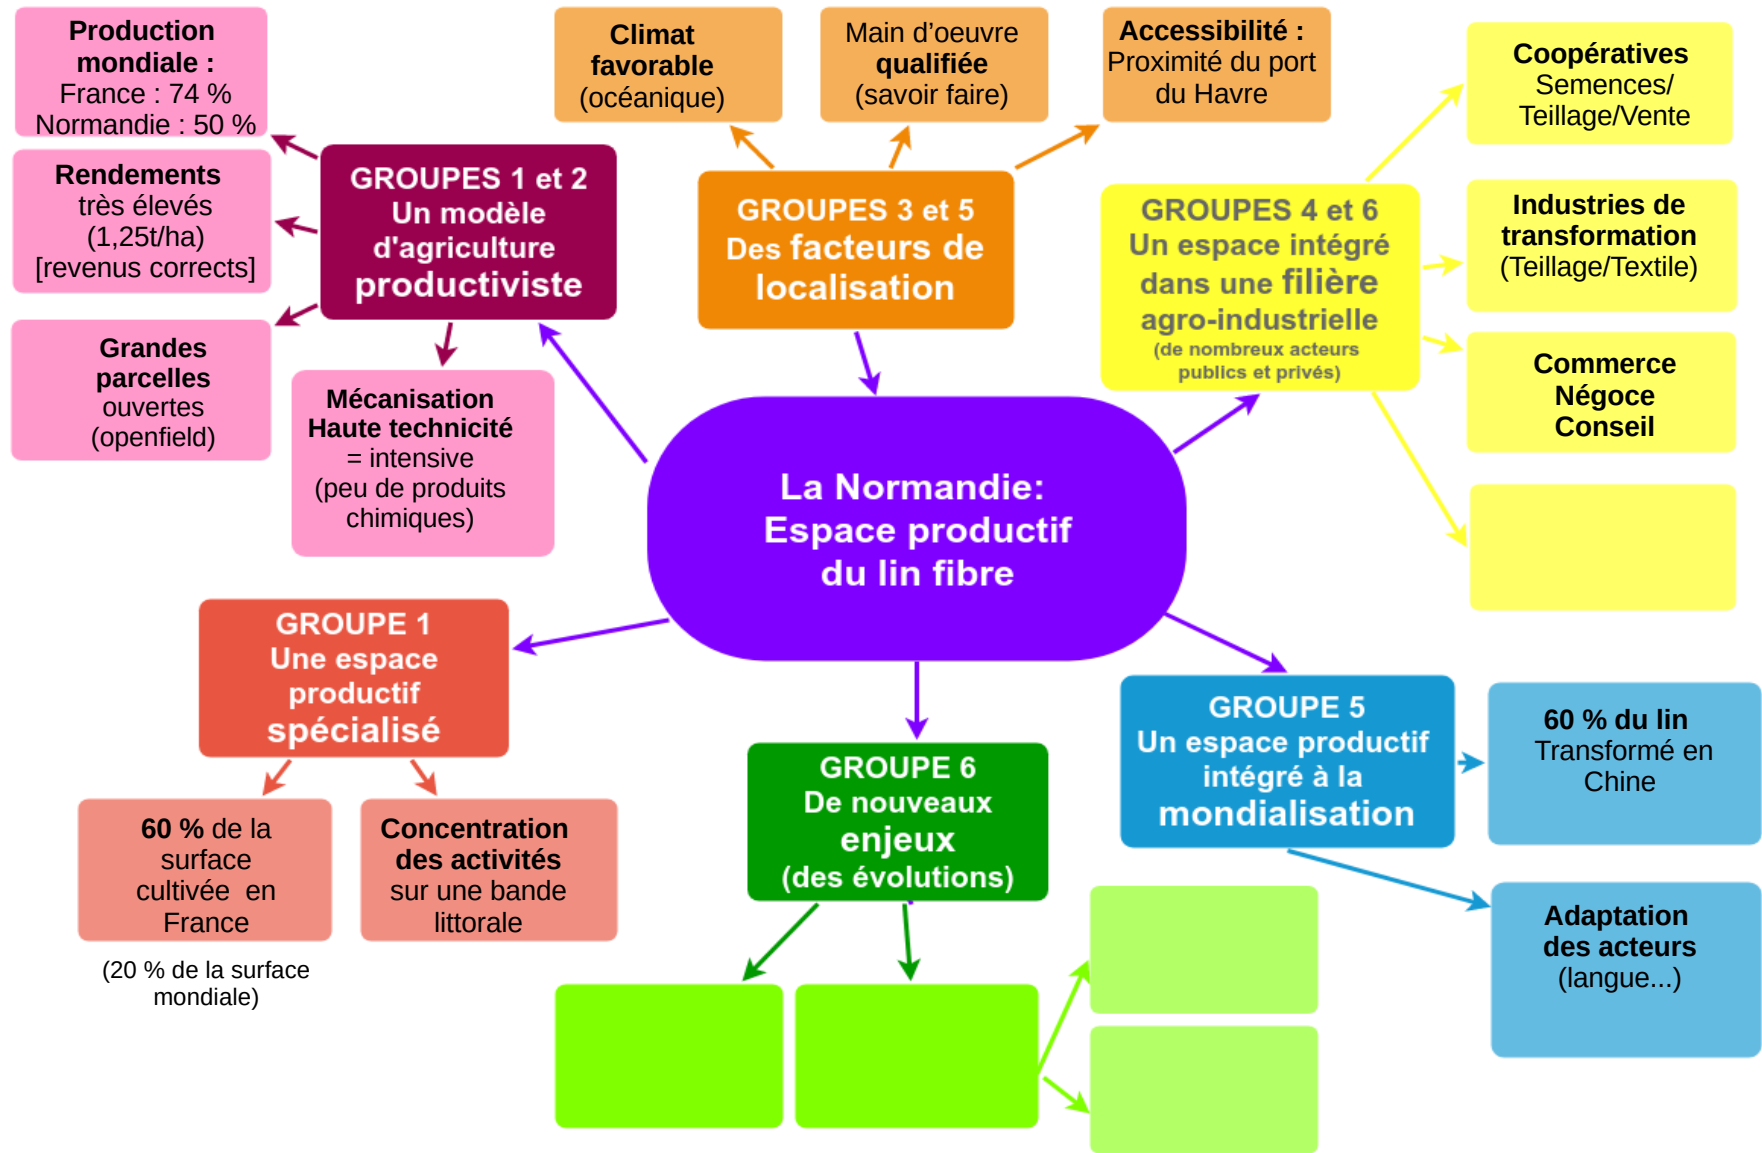 Production
mondiale :
France : 74 %
Normandie : 50 %
Rendements
très élevés
(1,25t/ha)
[revenus corrects]
Grandes
parcelles
ouvertes
(openfield)
GROUPES 1 et 2
Un modèle
d'agriculture
productiviste
Mécanisation
Haute technicité
= intensive
(peu de produits
chimiques)
Climat
favorable
(océanique)
Main d’oeuvre
qualifiée
(savoir faire)
Accessibilité :
Proximité du port
du Havre
GROUPES 3 et 5
Des facteurs de
localisation
GROUPES 4 et 6
Un espace intégré
dans une filière
agro-industrielle
(de nombreux acteurs
publics et privés)
Coopératives
Semences/
Teillage/Vente
Industries de
transformation
(Teillage/Textile)
Commerce
Négoce
Conseil
La Normandie:
Espace productif
du lin fibre
GROUPE 1
Une espace
productif
spécialisé
60 % de la
surface
cultivée  en
France
(20 % de la surface
mondiale)
Concentration
des activités
sur une bande
littorale
GROUPE 6
De nouveaux
enjeux
(des évolutions)
GROUPE 5
Un espace productif
intégré à la
mondialisation
60 % du lin
Transformé en
Chine
Adaptation
des acteurs
(langue...)